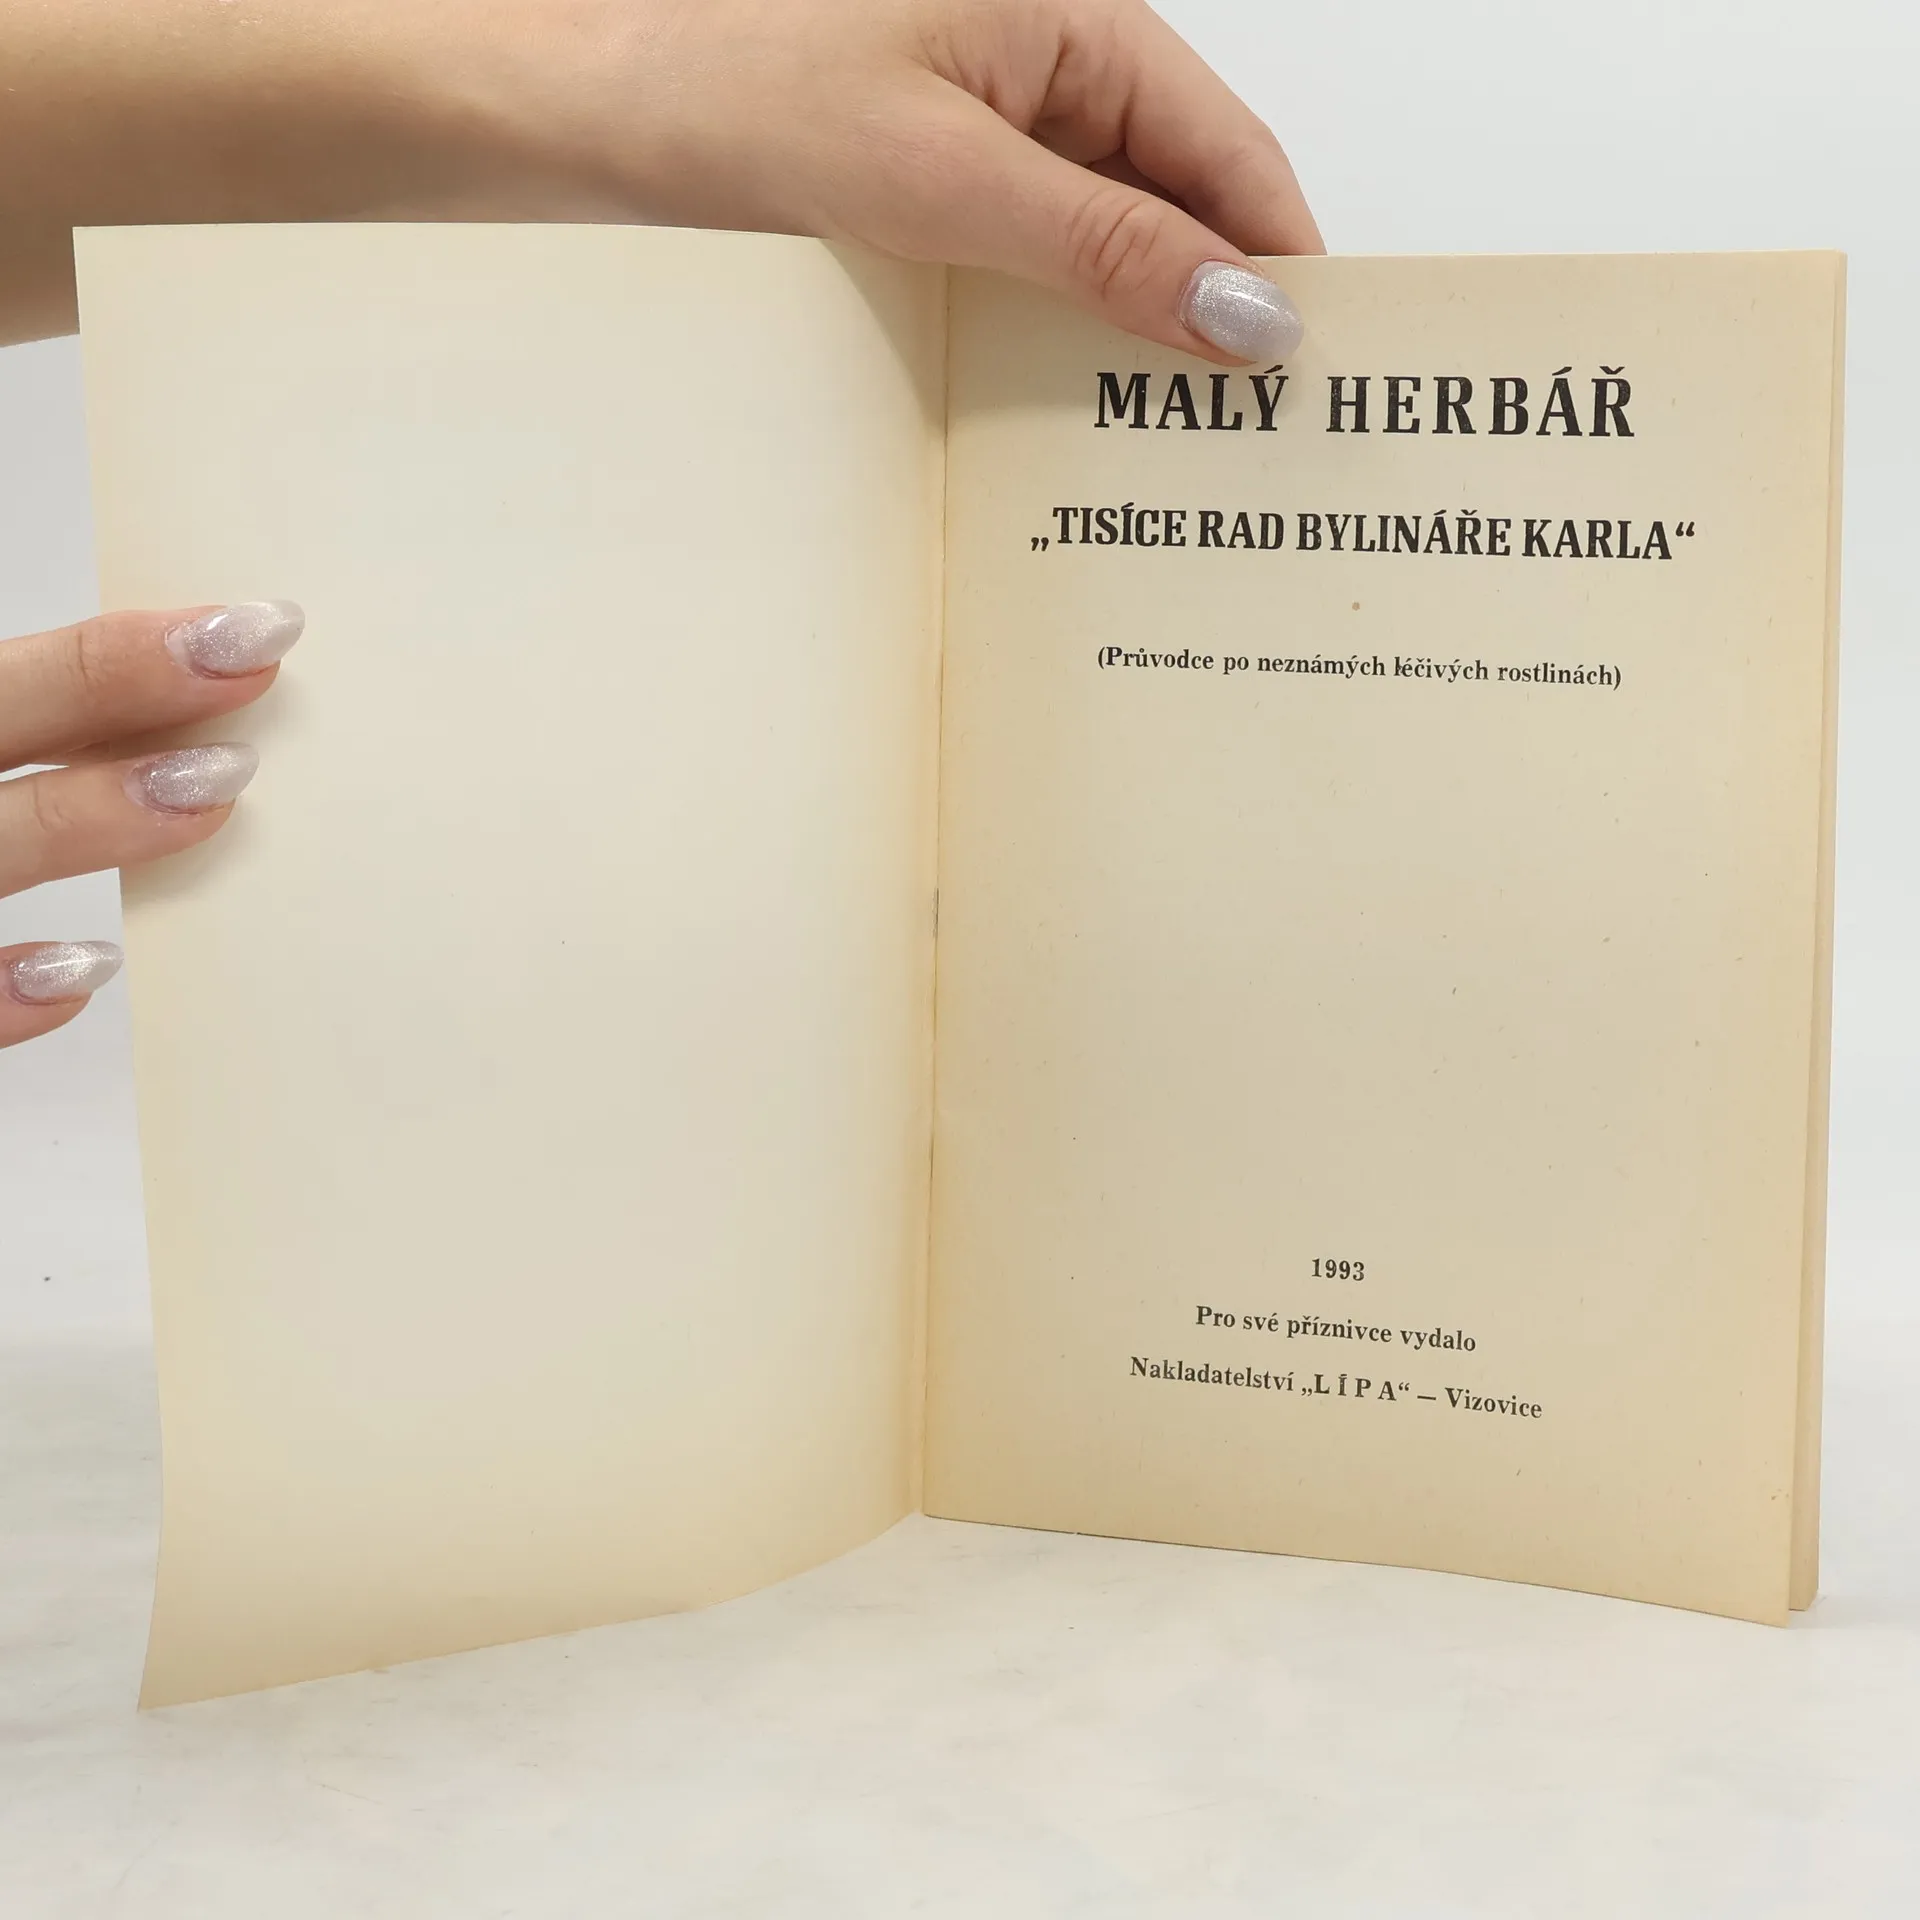 MALÝ HERBÁŘ
„TISÍCE RAD BYLINÁŘE KARLA“
(Průvodce po neznámých léčivých rostlinách)
1993
Pro své příznivce vydalo
Nakladatelství „L Í P A“ — Vizovice